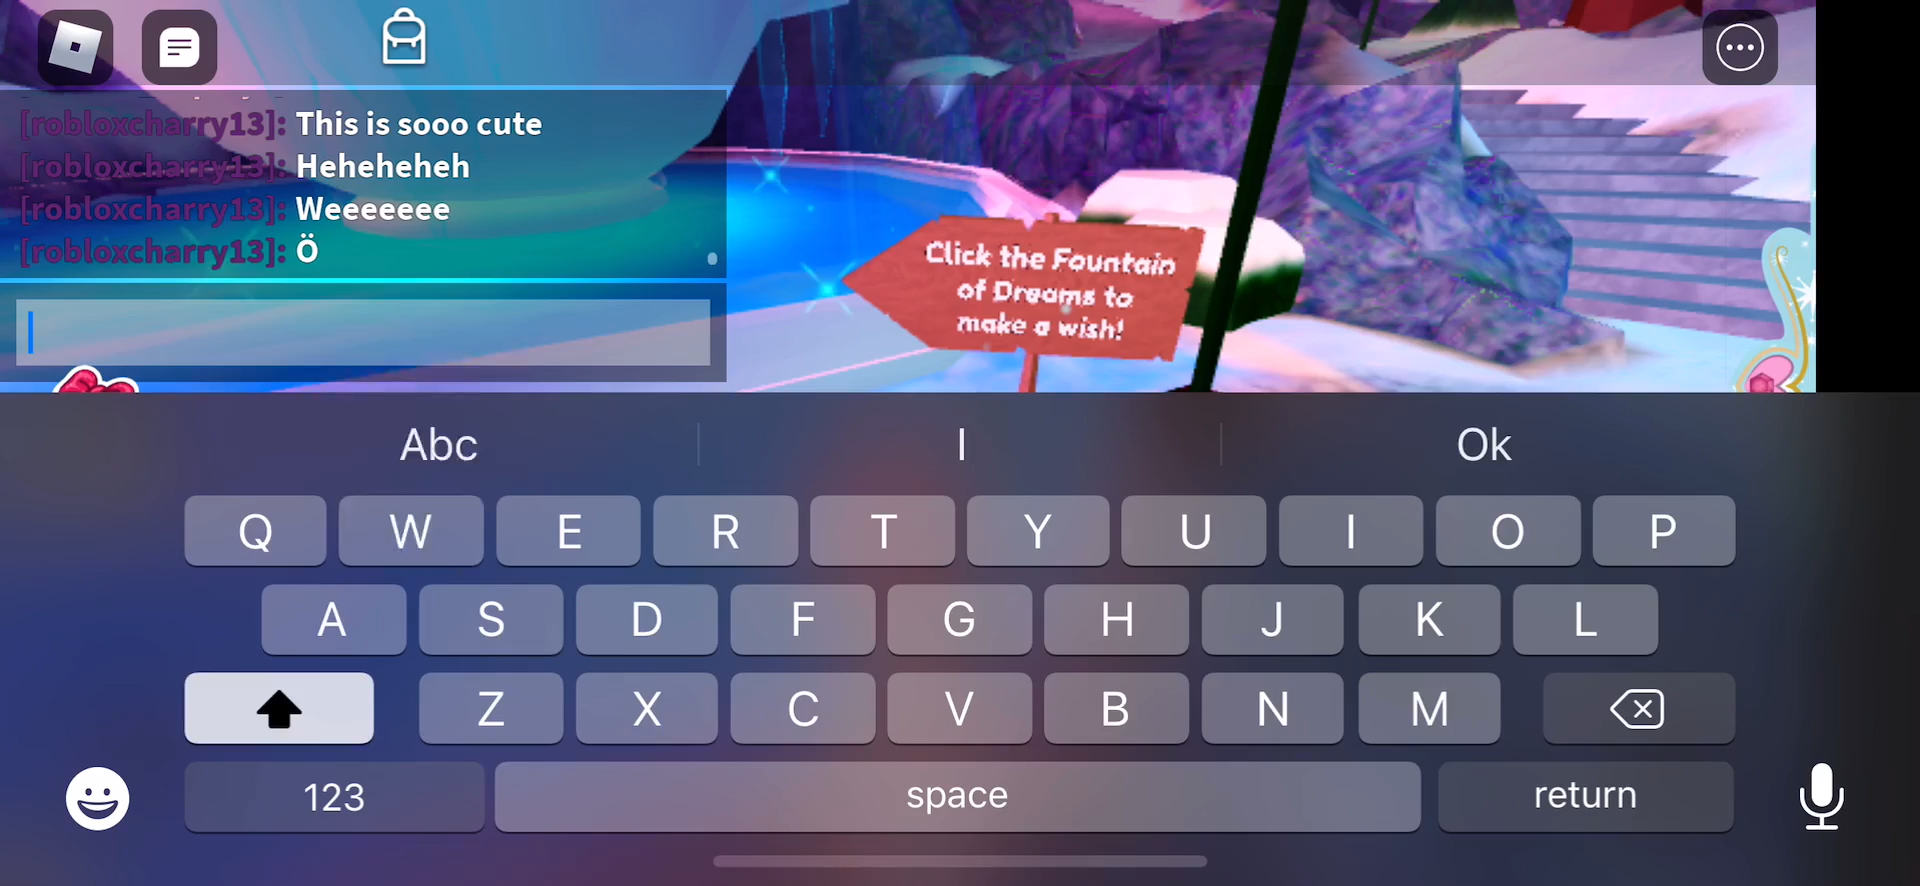 [robloxcharry13]: This is sooo cute
[robloxcharry13]: Heheheheh
[robloxcharry13]: Weeeeeee
[robloxcharry13]: Ö
Click the Fountain
of Dreams to
make a wish!
Abc I Ok
Q W E R T Y U I O P
A S D F G H J K L
Z X C V B N M
123 space return